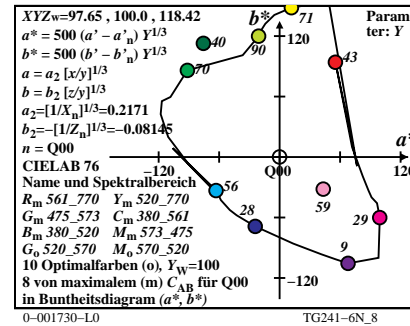 XYZw=97.65, 100.0, 118.42
a* = 500 (a' - a'n) Y1/3
b* = 500 (b' - b'n) Y1/3
a = a2 [x/y]1/3
b = b2 [z/y]1/3
a2=[1/Xn]1/3=0.2171
b2=-[1/Zn]1/3=-0.08145
n = Q00
CIELAB 76
Name und Spektralbereich
Rm 561_770 Ym 520_770
Gm 475_573 Cm 380_561
Bm 380_520 Mm 573_475
Go 520_570 Mo 570_520
10 Optimalfarben (o), YW=100
8 von maximalem (m) CAB für Q00
in Buntheitsdiagram (a*, b*)
b*
71
Parame
ter: Y
120
40
90
43
70
a*
-120
Q00
120
56
59
28
29
9
-120
0-001730-L0
TG241-6N_8